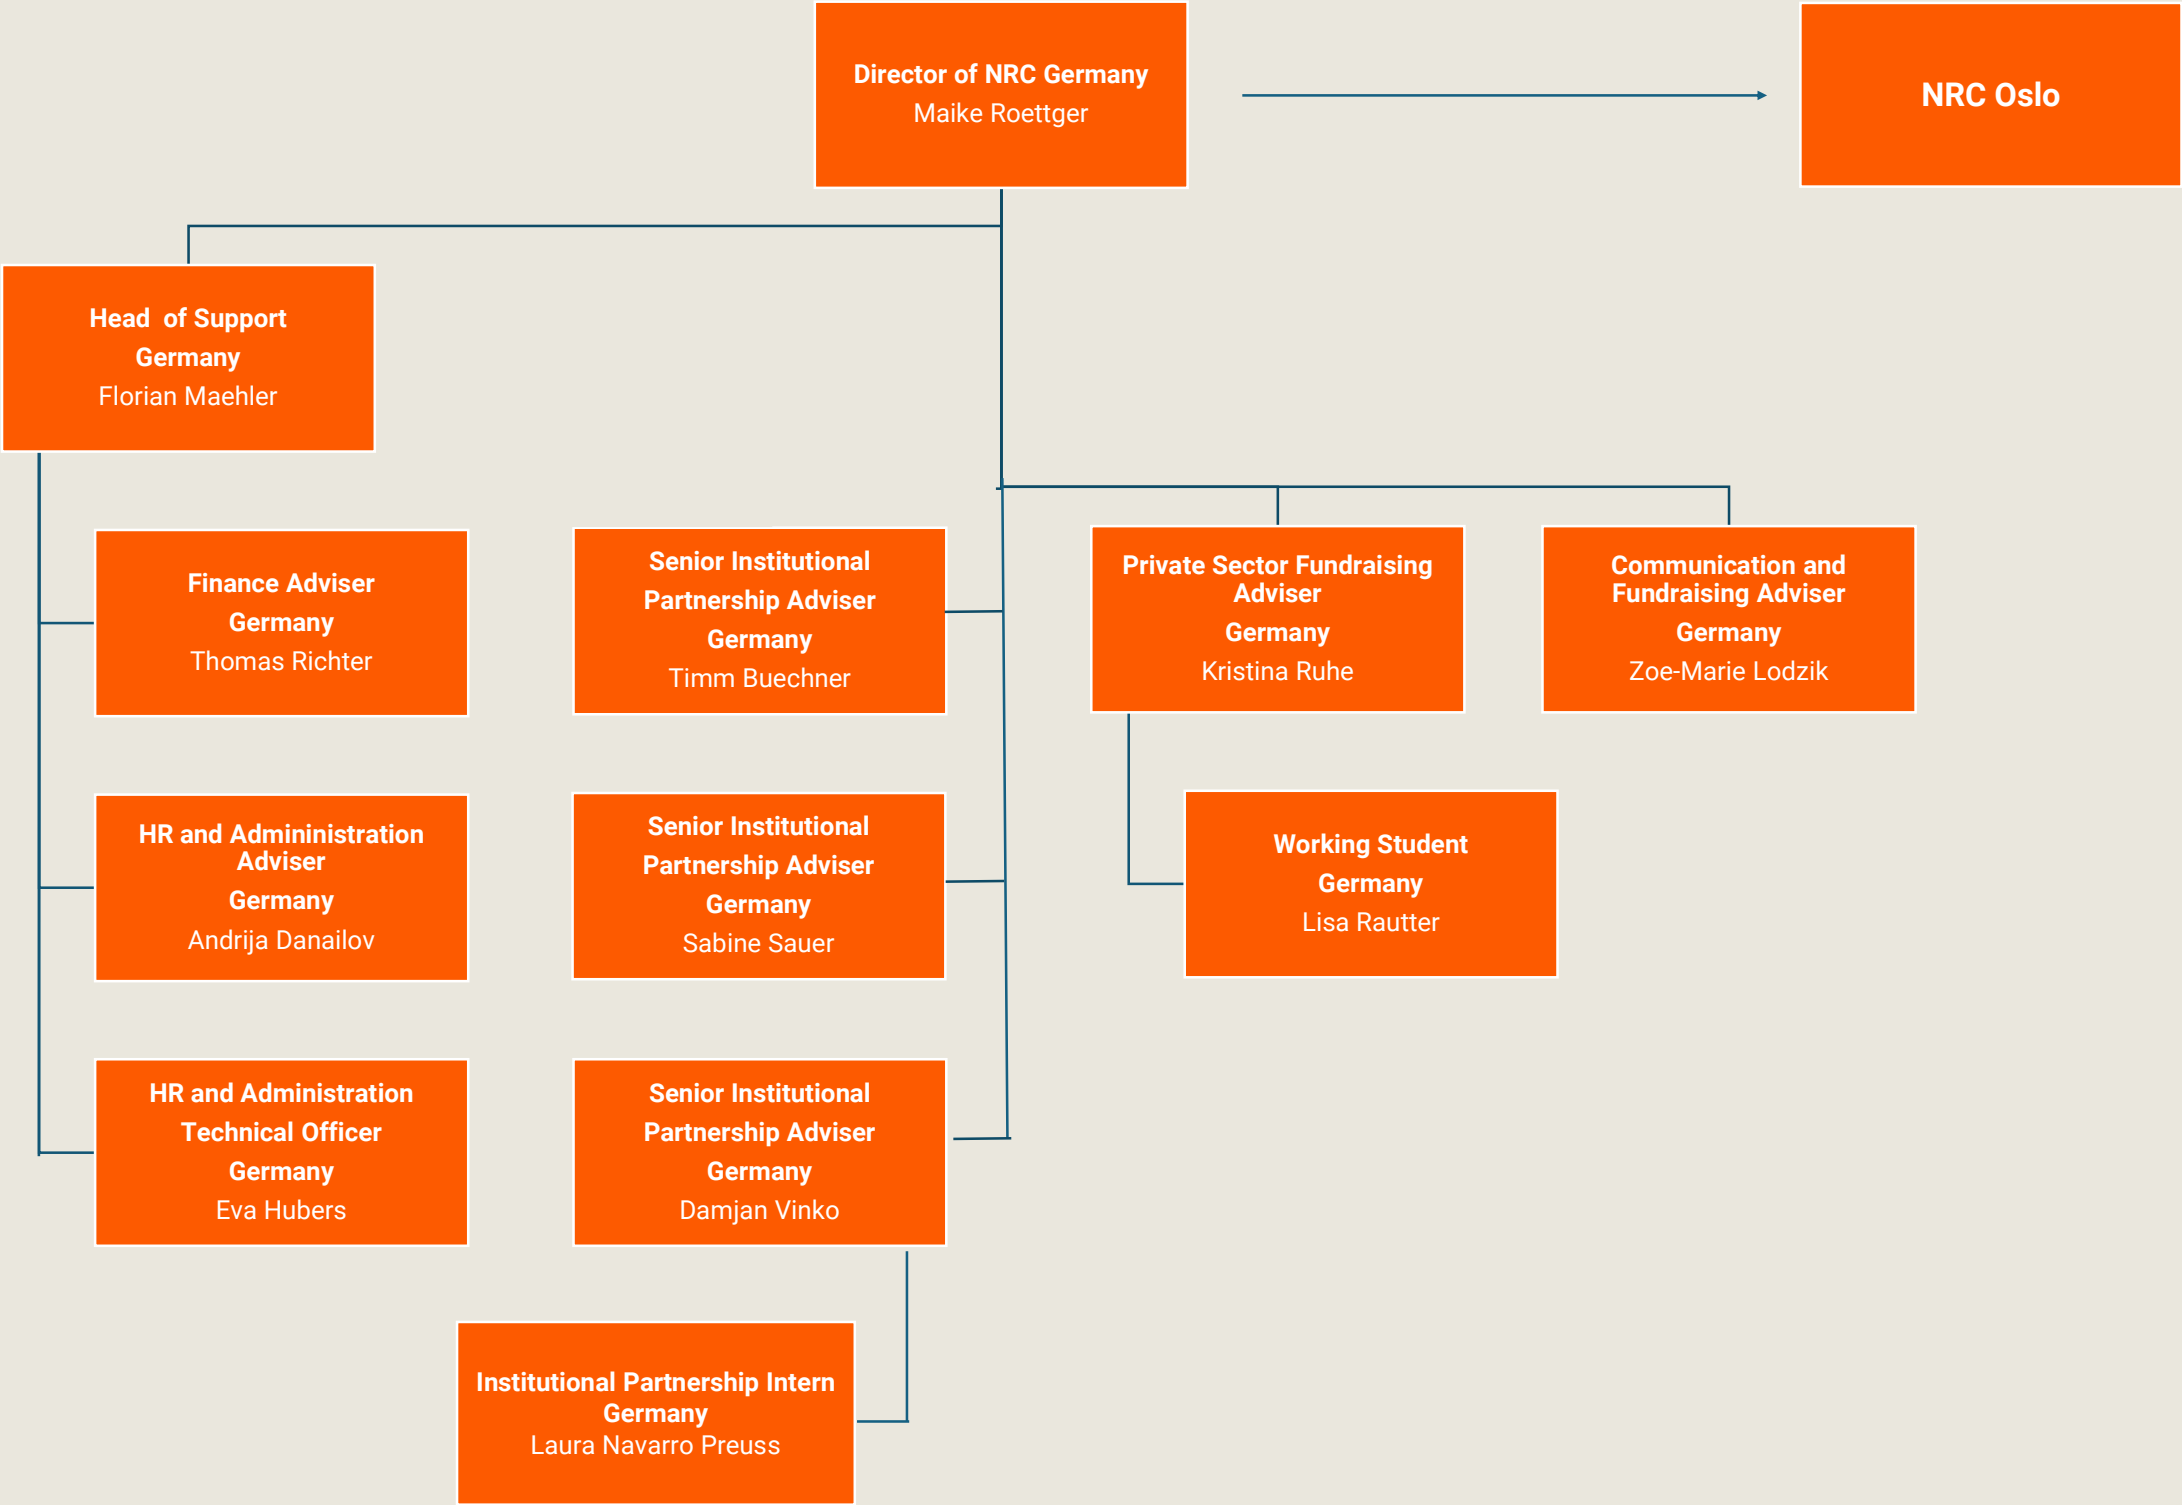 Director of NRC Germany
Maike Roettger
NRC Oslo
Head  of Support
Germany
Florian Maehler
Finance Adviser
Germany
Thomas Richter
Senior Institutional
Partnership Adviser
Germany
Timm Buechner
Private Sector Fundraising
Adviser
Germany
Kristina Ruhe
Communication and
Fundraising Adviser
Germany
Zoe-Marie Lodzik
HR and Admininistration
Adviser
Germany
Andrija Danailov
Senior Institutional
Partnership Adviser
Germany
Sabine Sauer
Working Student
Germany
Lisa Rautter
HR and Administration
Technical Officer
Germany
Eva Hubers
Senior Institutional
Partnership Adviser
Germany
Damjan Vinko
Institutional Partnership Intern
Germany
Laura Navarro Preuss